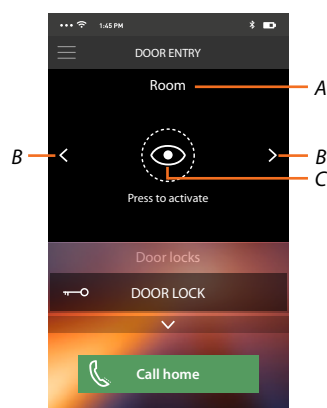 1:45 PM
DOOR ENTRY
Room
A
B
B
C
Press to activate
Door locks
DOOR LOCK
Call home